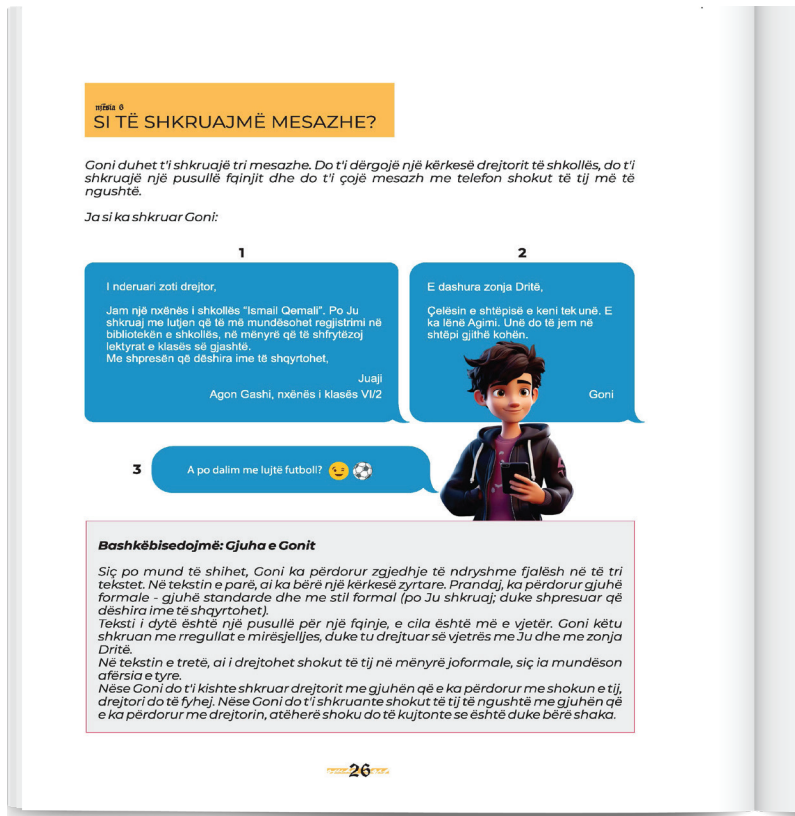 njësia 6
SI TË SHKRUAJMË MESAZHE?
Goni duhet t'i shkruajë tri mesazhe. Do t'i dërgojë një kërkesë drejtorit të shkollës, do t'i
shkruajë një pusullë fqinjit dhe do t'i çojë mesazh me telefon shokut të tij më të
ngushtë.
Ja si ka shkruar Goni:
1
I nderuari zoti drejtor,
Jam një nxënës i shkollës "Ismail Qemali". Po Ju
shkruaj me lutjen që të më mundësohet regjistrimi në
bibliotekën e shkollës, në mënyrë që të shfrytëzoj
lektyrat e klasës së gjashtë.
Me shpresën që dëshira ime të shqyrtohet,
Juaji
Agon Gashi, nxënës i klasës VI/2
2
E dashura zonja Dritë,
Çelësin e shtëpisë e keni tek unë. E
ka lënë Agimi. Unë do të jem në
shtëpi gjithë kohën.
Goni
3
A po dalim me lujtë futboll? 😉 ⚽
Bashkëbisedojmë: Gjuha e Gonit
Siç po mund të shihet, Goni ka përdorur zgjedhje të ndryshme fjalësh në të tri
tekstet. Në tekstin e parë, ai ka bërë një kërkesë zyrtare. Prandaj, ka përdorur gjuhë
formale - gjuhë standarde dhe me stil formal (po Ju shkruaj; duke shpresuar që
dëshira ime të shqyrtohet).
Teksti i dytë është një pusullë për një fqinje, e cila është më e vjetër. Goni këtu
shkruan me rregullat e mirësjelljes, duke tu drejtuar së vjetrës me Ju dhe me zonja
Dritë.
Në tekstin e tretë, ai i drejtohet shokut të tij në mënyrë joformale, siç ia mundëson
afërsia e tyre.
Nëse Goni do t'i kishte shkruar drejtorit me gjuhën që e ka përdorur me shokun e tij,
drejtori do të fyhej. Nëse Goni do t'i shkruante shokut të tij të ngushtë me gjuhën që
e ka përdorur me drejtorin, atëherë shoku do të kujtonte se është duke bërë shaka.
26